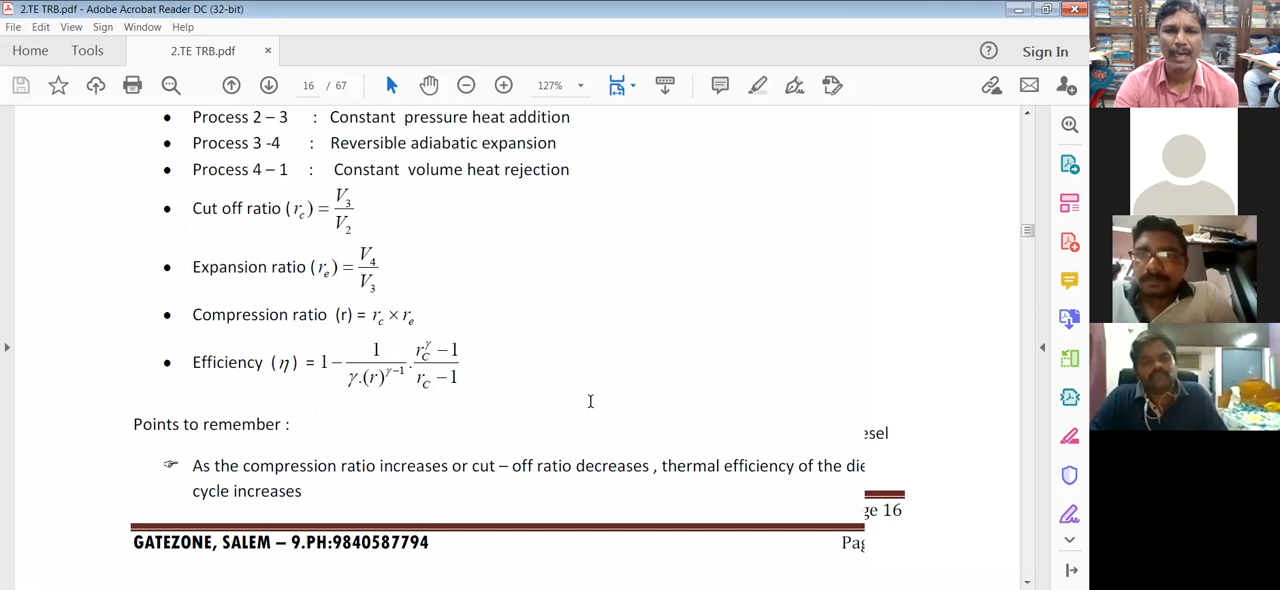 2.TE TRB.pdf - Adobe Acrobat Reader DC (32-bit)
File Edit View Sign Window Help
Home Tools 2.TE TRB.pdf × Sign In
16 / 67 127%
• Process 2 – 3 : Constant pressure heat addition
• Process 3 -4 : Reversible adiabatic expansion
• Process 4 – 1 : Constant volume heat rejection
• Cut off ratio ( r_c ) = V_3 / V_2
• Expansion ratio ( r_e ) = V_4 / V_3
• Compression ratio (r) = r_c × r_e
• Efficiency ( η ) = 1 − 1 / γ.(r)^{γ−1} . r_C^γ − 1 / r_C − 1
Points to remember :
esel
☞ As the compression ratio increases or cut – off ratio decreases , thermal efficiency of the die
cycle increases
ge 16
GATEZONE, SALEM – 9.PH:9840587794 Pag